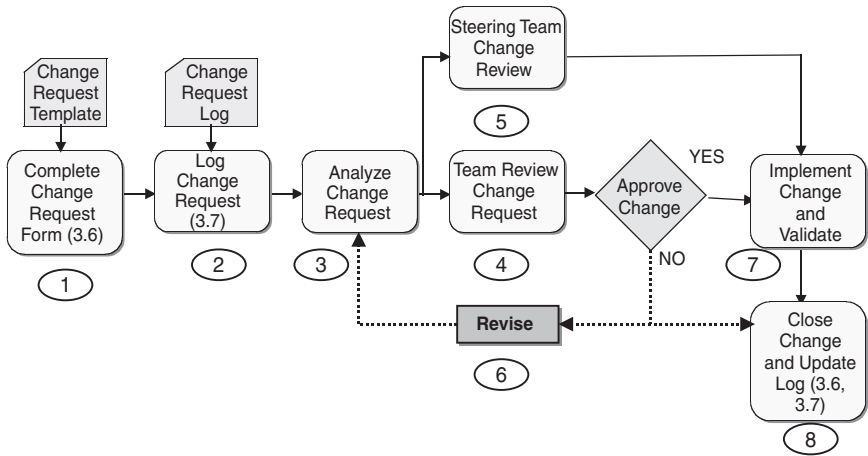 Change
Request
Template
Change
Request
Log
Steering Team
Change
Review
5
Complete
Change
Request
Form (3.6)
1
Log
Change
Request
(3.7)
2
Analyze
Change
Request
3
Team Review
Change
Request
4
Approve
Change
YES
NO
Implement
Change
and
Validate
7
Revise
6
Close
Change
and Update
Log (3.6,
3.7)
8